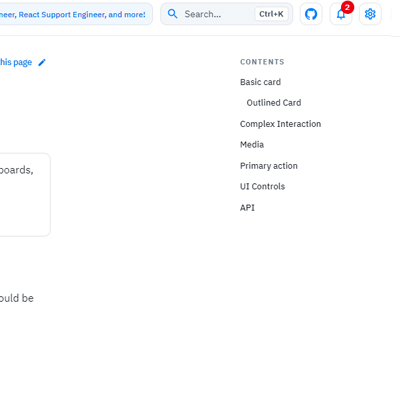 neer, React Support Engineer, and more!
Search...
Ctrl+K
2
his page
CONTENTS
Basic card
Outlined Card
Complex Interaction
Media
Primary action
UI Controls
API
boards,
ould be